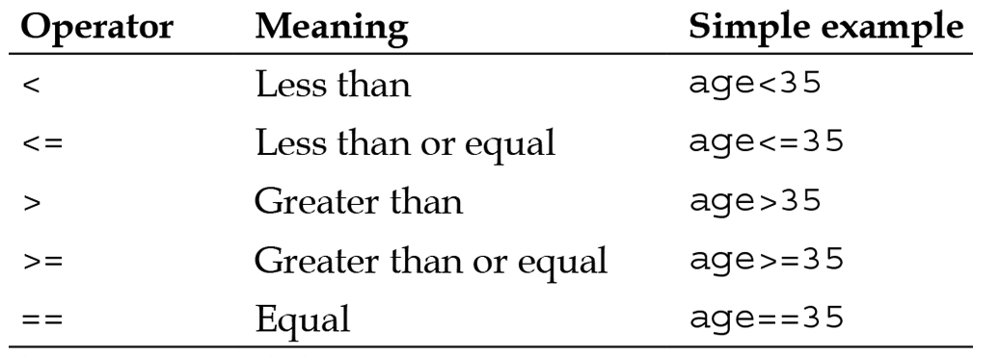 Operator Meaning Simple example
< Less than age<35
<= Less than or equal age<=35
> Greater than age>35
>= Greater than or equal age>=35
== Equal age==35